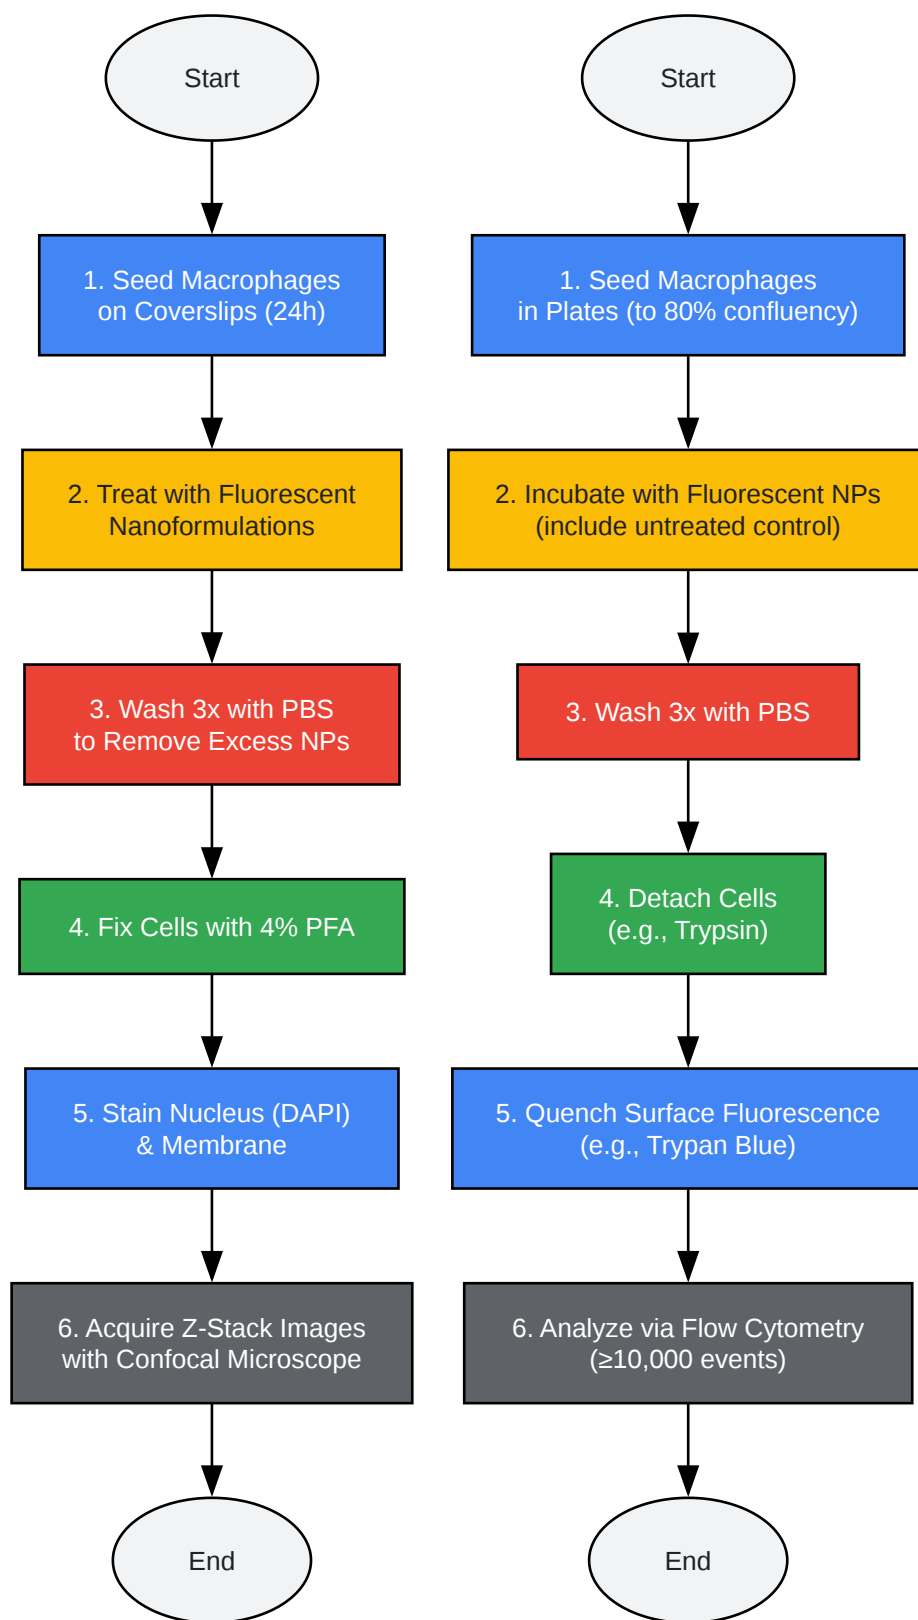 Start
1. Seed Macrophages
on Coverslips (24h)
2. Treat with Fluorescent
Nanoformulations
3. Wash 3x with PBS
to Remove Excess NPs
4. Fix Cells with 4% PFA
5. Stain Nucleus (DAPI)
& Membrane
6. Acquire Z-Stack Images
with Confocal Microscope
End
Start
1. Seed Macrophages
in Plates (to 80% confluency)
2. Incubate with Fluorescent NPs
(include untreated control)
3. Wash 3x with PBS
4. Detach Cells
(e.g., Trypsin)
5. Quench Surface Fluorescence
(e.g., Trypan Blue)
6. Analyze via Flow Cytometry
(≥10,000 events)
End